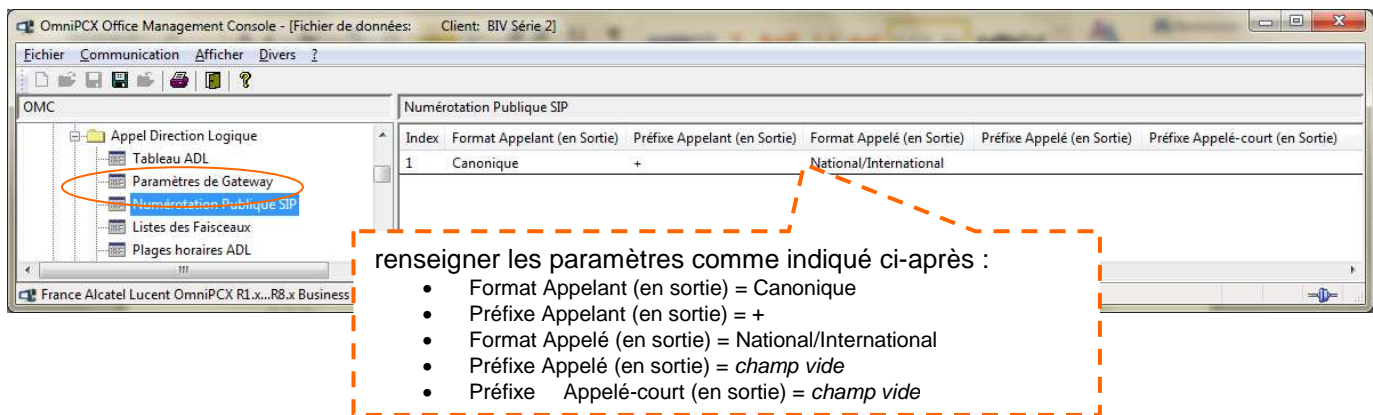 OmniPCX Office Management Console - [Fichier de données: Client: BIV Série 2]
Fichier Communication Afficher Divers ?
OMC
Numérotation Publique SIP
Appel Direction Logique
Tableau ADL
Paramètres de Gateway
Numérotation Publique SIP
Listes des Faisceaux
Plages horaires ADL
Index Format Appelant (en Sortie) Préfixe Appelant (en Sortie) Format Appelé (en Sortie) Préfixe Appelé (en Sortie) Préfixe Appelé-court (en Sortie)
1 Canonique + National/International
France Alcatel Lucent OmniPCX R1.x...R8.x Business
renseigner les paramètres comme indiqué ci-après :
• Format Appelant (en sortie) = Canonique
• Préfixe Appelant (en sortie) = +
• Format Appelé (en sortie) = National/International
• Préfixe Appelé (en sortie) = champ vide
• Préfixe Appelé-court (en sortie) = champ vide